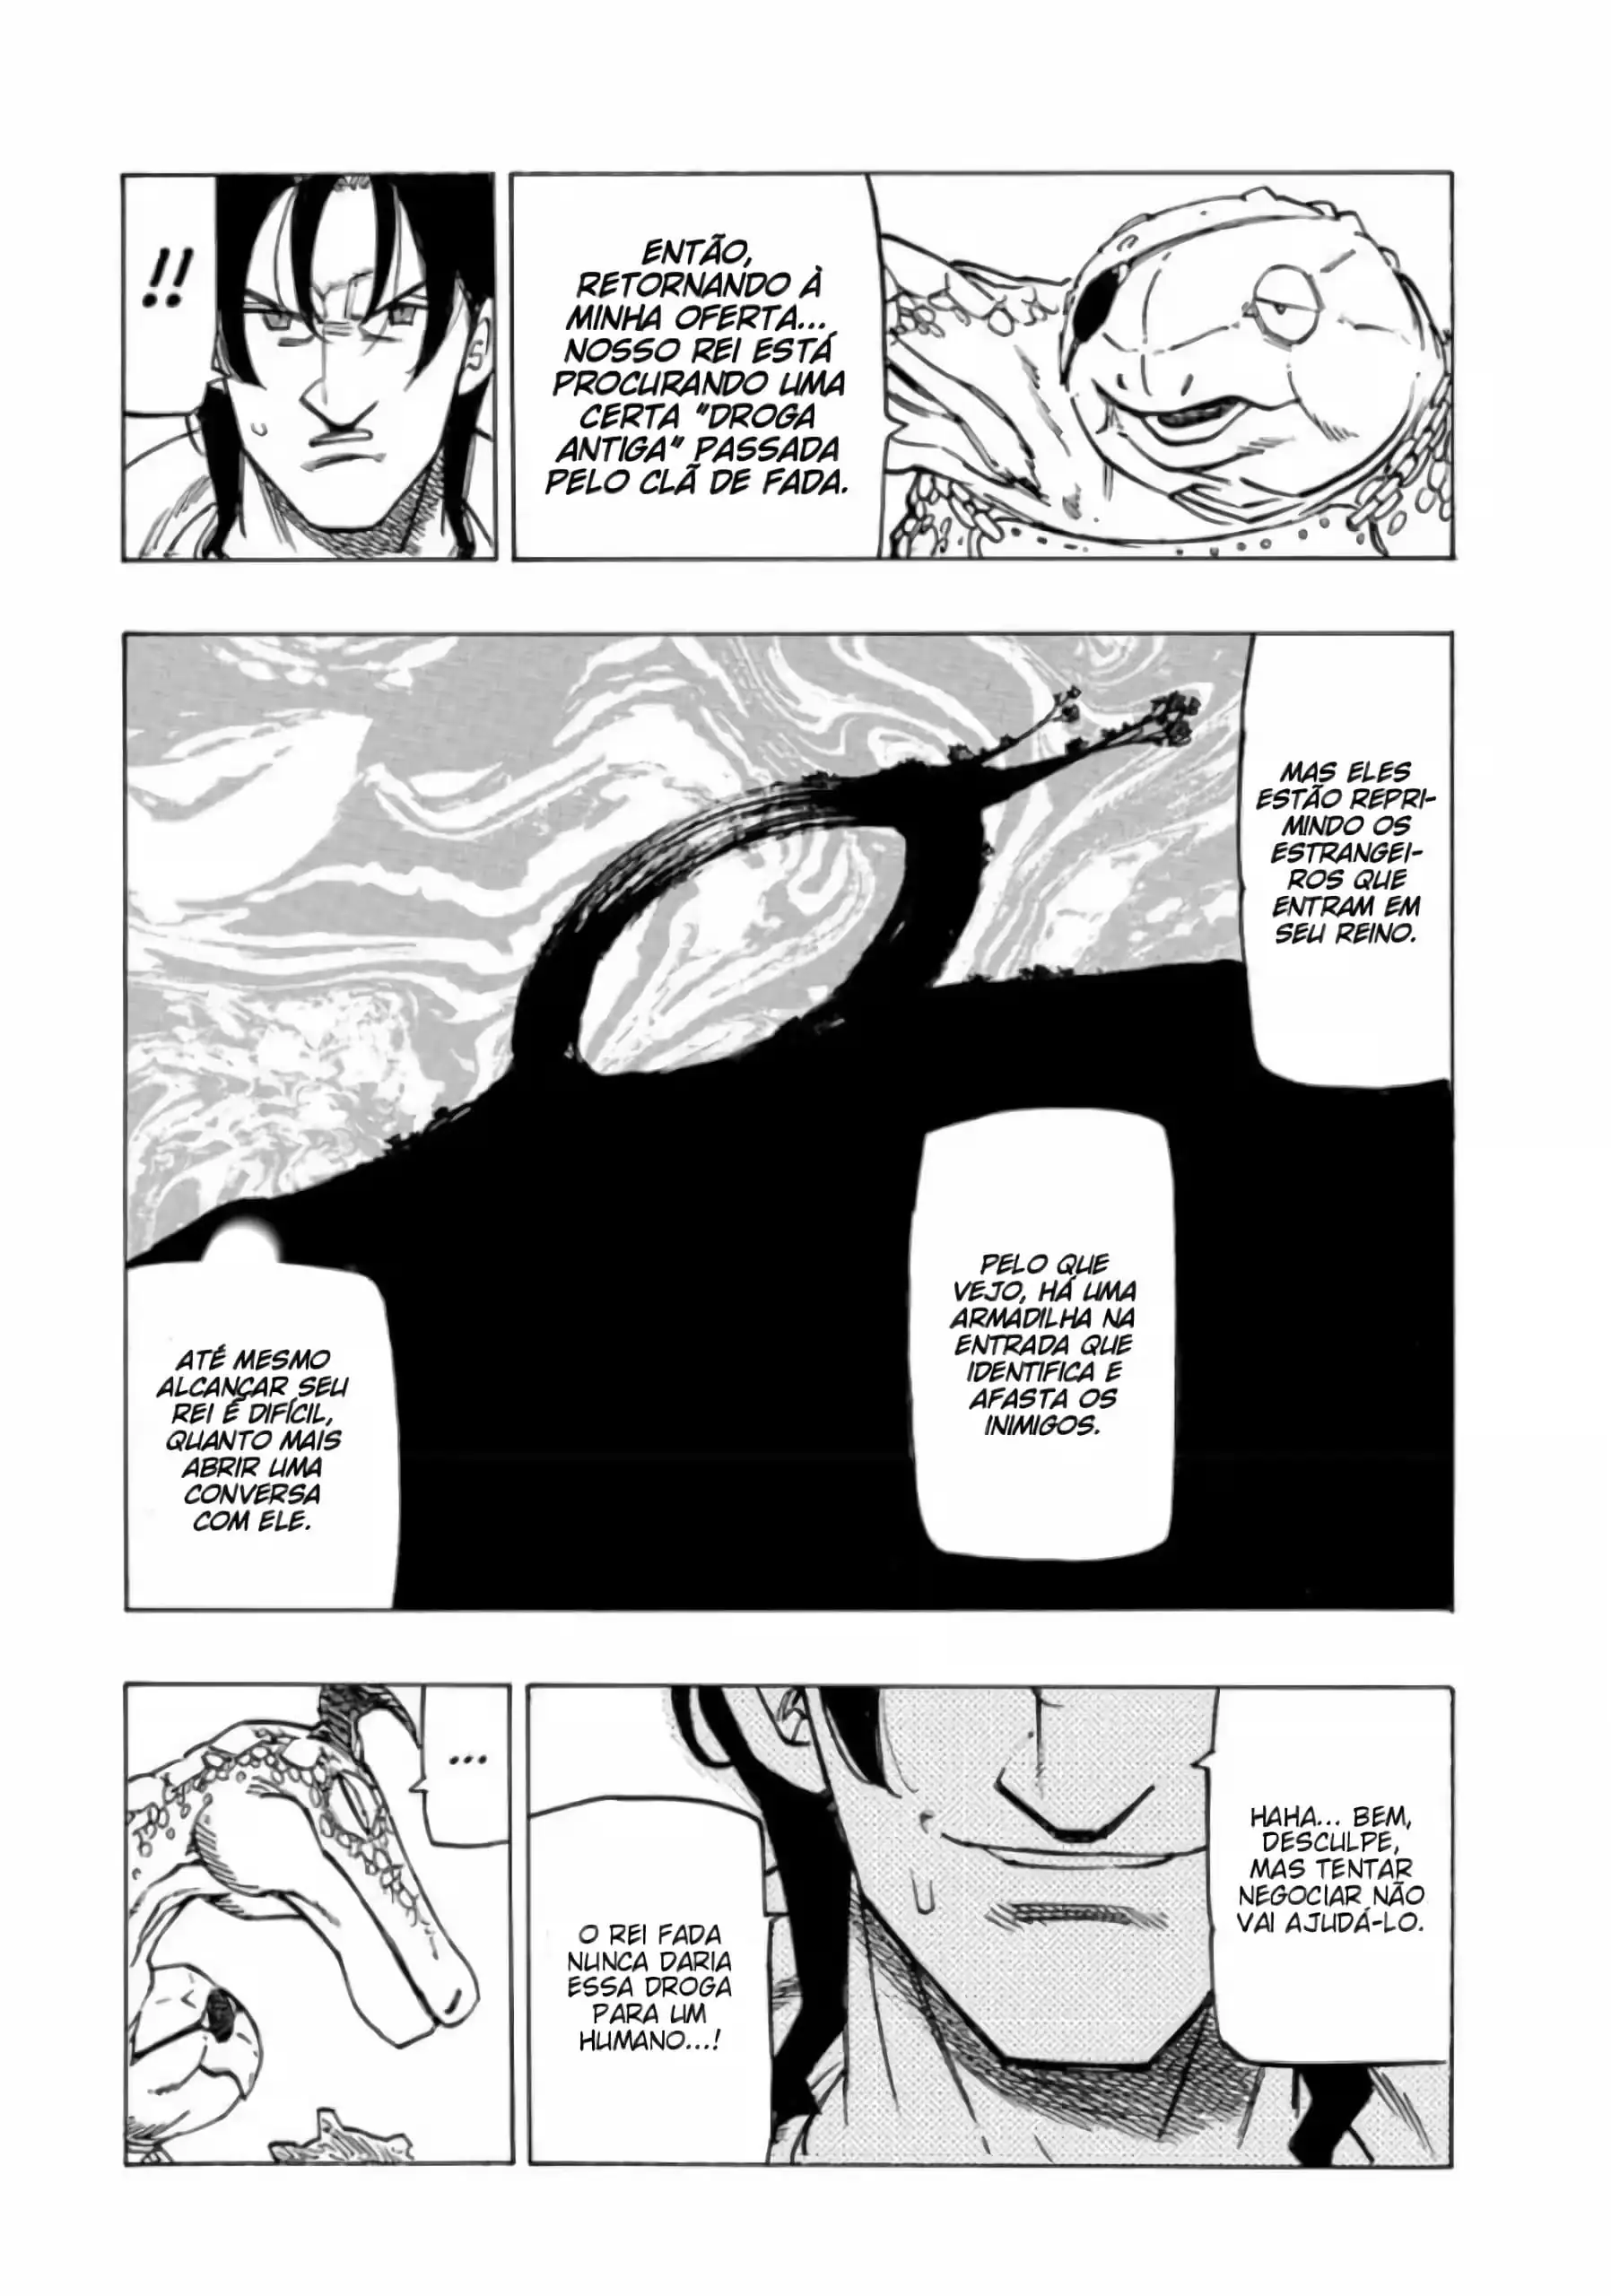 ENTÃO,
RETORNANDO À
MINHA OFERTA...
NOSSO REI ESTÁ
PROCURANDO UMA
CERTA "DROGA
ANTIGA" PASSADA
PELO CLÃ DE FADA.
!!
MAS ELES
ESTÃO REPRI-
MINDO OS
ESTRANGEI-
ROS QUE
ENTRAM EM
SEU REINO.
PELO QUE
VEJO, HÁ UMA
ARMADILHA NA
ENTRADA QUE
IDENTIFICA E
AFASTA OS
INIMIGOS.
ATÉ MESMO
ALCANÇAR SEU
REI É DIFÍCIL,
QUANTO MAIS
ABRIR UMA
CONVERSA
COM ELE.
HAHA... BEM,
DESCULPE,
MAS TENTAR
NEGOCIAR NÃO
VAI AJUDÁ-LO.
O REI FADA
NUNCA DARIA
ESSA DROGA
PARA UM
HUMANO...!
...